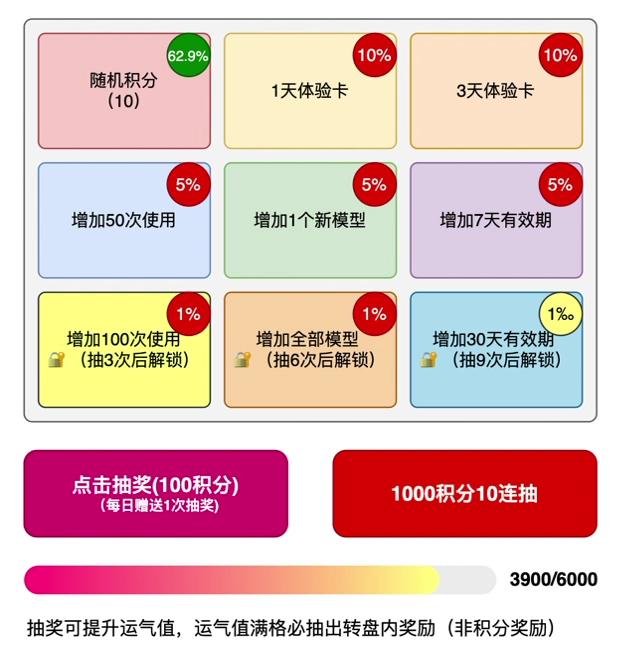 62.9%
随机积分
（10）
10%
1天体验卡
10%
3天体验卡
5%
增加50次使用
5%
增加1个新模型
5%
增加7天有效期
1%
增加100次使用
（抽3次后解锁）
1%
增加全部模型
（抽6次后解锁）
1‰
增加30天有效期
（抽9次后解锁）
点击抽奖(100积分)
（每日赠送1次抽奖)
1000积分10连抽
3900/6000
抽奖可提升运气值，运气值满格必抽出转盘内奖励（非积分奖励）